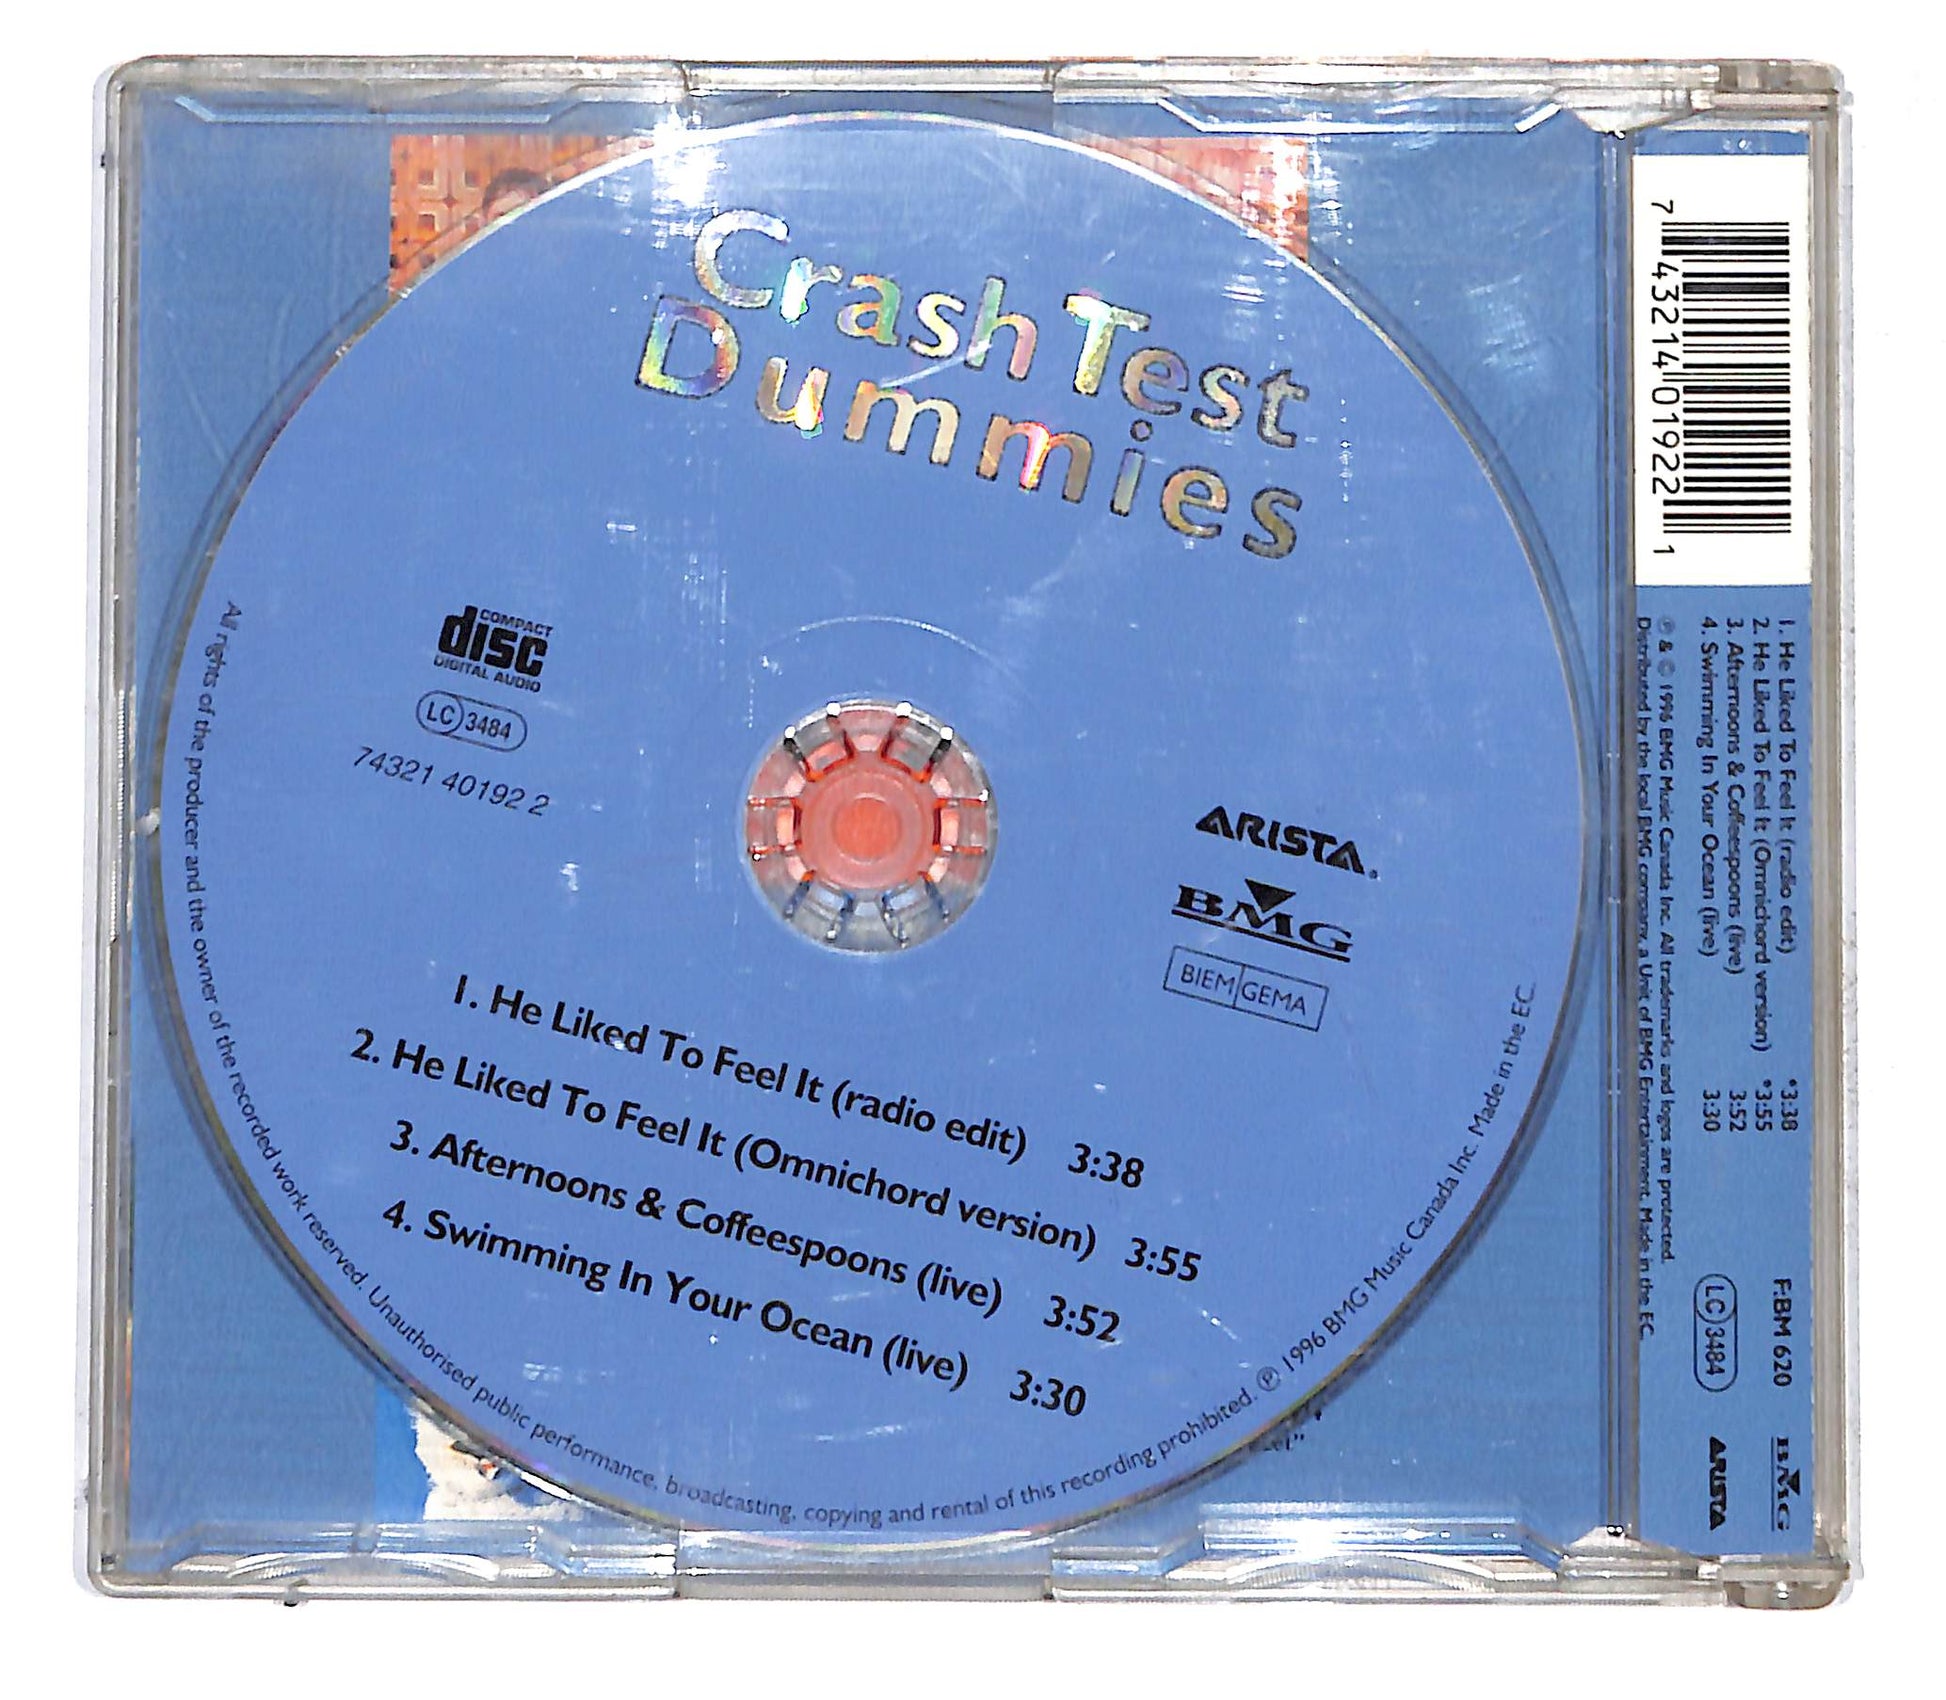 Crash Test
Dummies
COMPACT
disc
DIGITAL AUDIO
LC 3484
74321 40192 2
ARISTA
BMG
BIEM GEMA
1. He Liked To Feel It (radio edit) 3:38
2. He Liked To Feel It (Omnichord version) 3:55
3. Afternoons & Coffeespoons (live) 3:52
4. Swimming In Your Ocean (live) 3:30
All rights of the producer and the owner of the recorded work reserved. Unauthorised public performance, broadcasting, copying and rental of this recording prohibited. ℗ 1996 BMG Music Canada Inc. Made in the EC.
7 43214 01922 1
1. He Liked To Feel It (radio edit) *3:38
2. He Liked To Feel It (Omnichord version) *3:55
3. Afternoons & Coffeespoons (live) 3:52
4. Swimming In Your Ocean (live) 3:30
℗ & © 1996 BMG Music Canada Inc. All trademarks and logos are protected.
Distributed by the local BMG company, a Unit of BMG Entertainment. Made in the EC.
F:BM 620
LC 3484
BMG
ARISTA